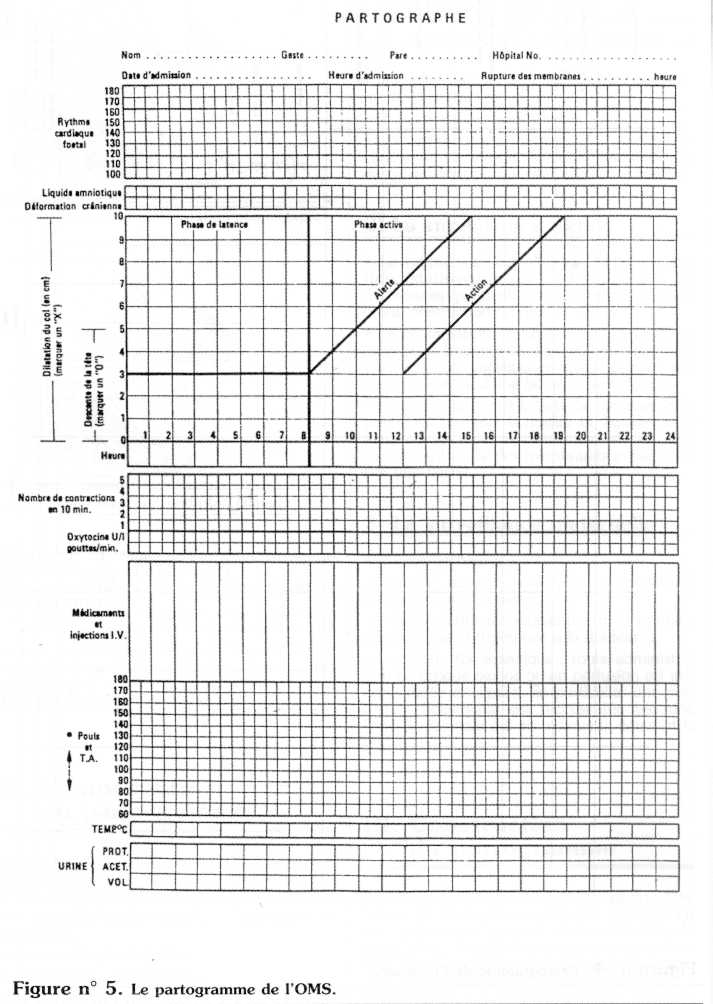 PARTOGRAPHE
Nom . . . . . . . . . . . . . . . . . . . Geste . . . . . . . . . Pare . . . . . . . . . . Hôpital No. . . . . . . . . . . . . . . . . . . . .
Date d'admission . . . . . . . . . . . . . . . . Heure d'admission . . . . . . . . Rupture des membranes . . . . . . . . . . heure
180
170
160
Rythme 150
cardiaque 140
foetal 130
120
110
100
Liquide amniotique
Déformation crânienne
10 Phase de latence Phase active
9
8
7 Alerte Action
6
5
4
3
2
1
0 1 2 3 4 5 6 7 8 9 10 11 12 13 14 15 16 17 18 19 20 21 22 23 24
Dilatation du col (en cm)
(marquer un "X")
Descente de la tête
(marquer un "O")
Heure
5
4
Nombre de contractions 3
en 10 min. 2
1
Oxytocine U/l
gouttes/min.
Médicaments
et
injections I.V.
180
170
160
150
140
• Pouls 130
et 120
T.A. 110
100
90
80
70
60
TEMP°C
PROT.
URINE ACET.
VOL
Figure n° 5. Le partogramme de l'OMS.